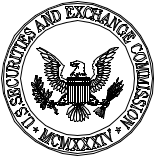 U.S. SECURITIES AND EXCHANGE COMMISSION
MCMXXXIV